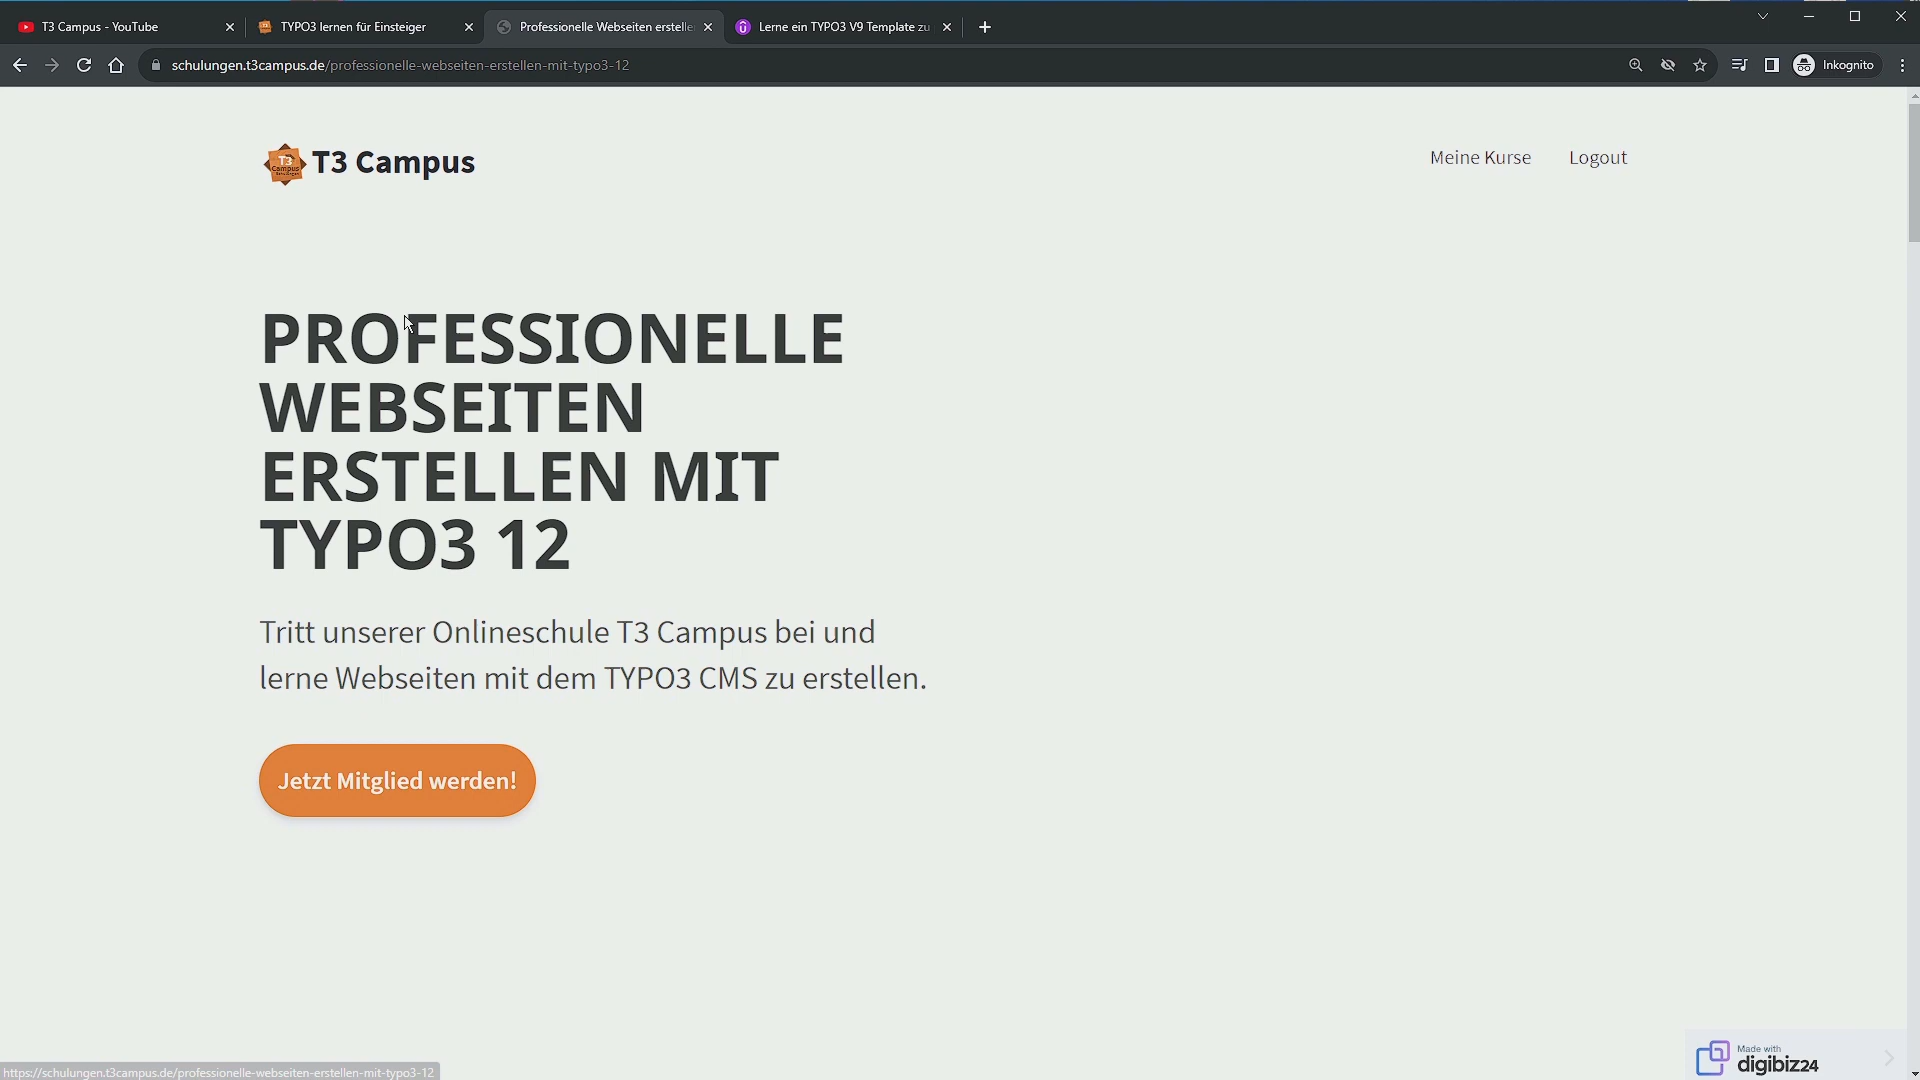 T3 Campus - YouTube
TYPO3 lernen für Einsteiger
Professionelle Webseiten erstelle
Lerne ein TYPO3 V9 Template zu
schulungen.t3campus.de/professionelle-webseiten-erstellen-mit-typo3-12
Inkognito
T3 Campus
T3 Campus
Meine Kurse
Logout
PROFESSIONELLE
WEBSEITEN
ERSTELLEN MIT
TYPO3 12
Tritt unserer Onlineschule T3 Campus bei und
lerne Webseiten mit dem TYPO3 CMS zu erstellen.
Jetzt Mitglied werden!
Made with
digibiz24
https://schulungen.t3campus.de/professionelle-webseiten-erstellen-mit-typo3-12